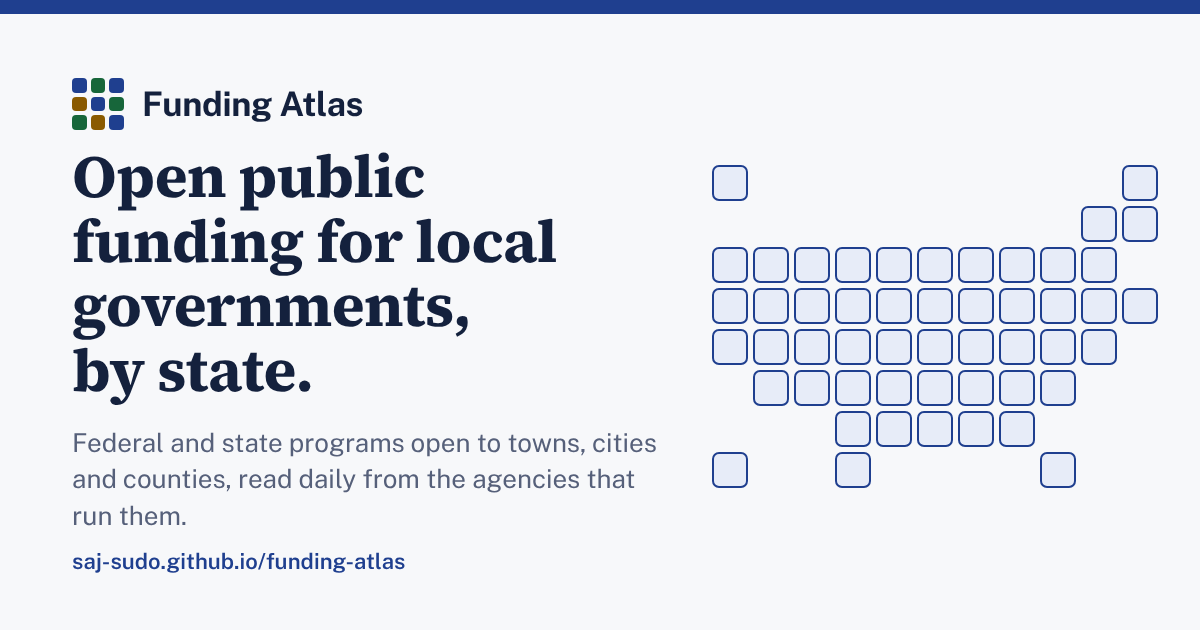 Funding Atlas
Open public
funding for local
governments,
by state.
Federal and state programs open to towns, cities
and counties, read daily from the agencies that
run them.
saj-sudo.github.io/funding-atlas